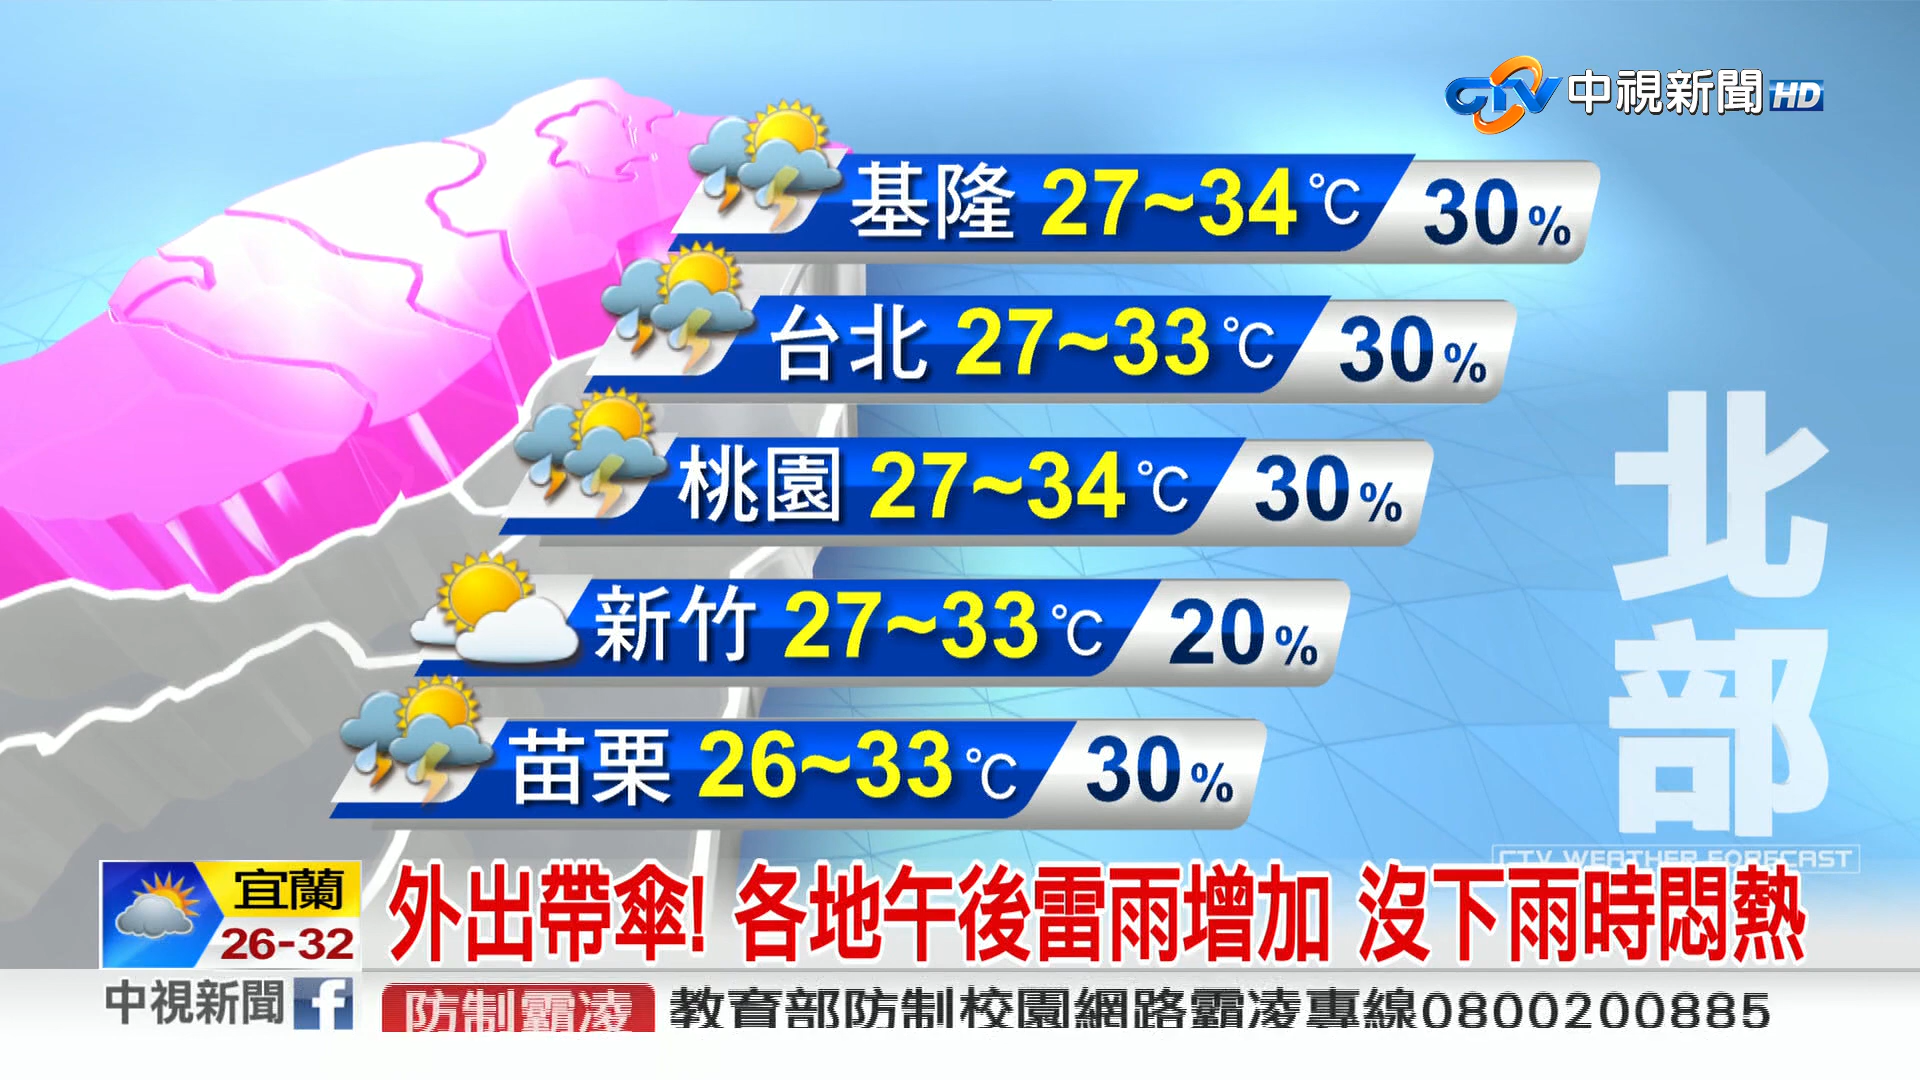 CTV 中視新聞 HD
基隆 27~34℃ 30%
台北 27~33℃ 30%
桃園 27~34℃ 30%
新竹 27~33℃ 20%
苗栗 26~33℃ 30%
北部
CTV WEATHER FORECAST
宜蘭
26-32
外出帶傘! 各地午後雷雨增加 沒下雨時悶熱
中視新聞 f
防制霸凌 教育部防制校園網路霸凌專線0800200885